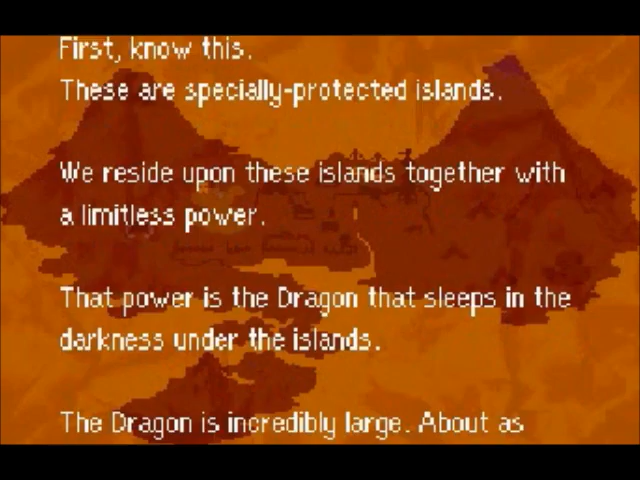 First, know this.
These are specially-protected islands.
We reside upon these islands together with
a limitless power.
That power is the Dragon that sleeps in the
darkness under the islands.
The Dragon is incredibly large. About as